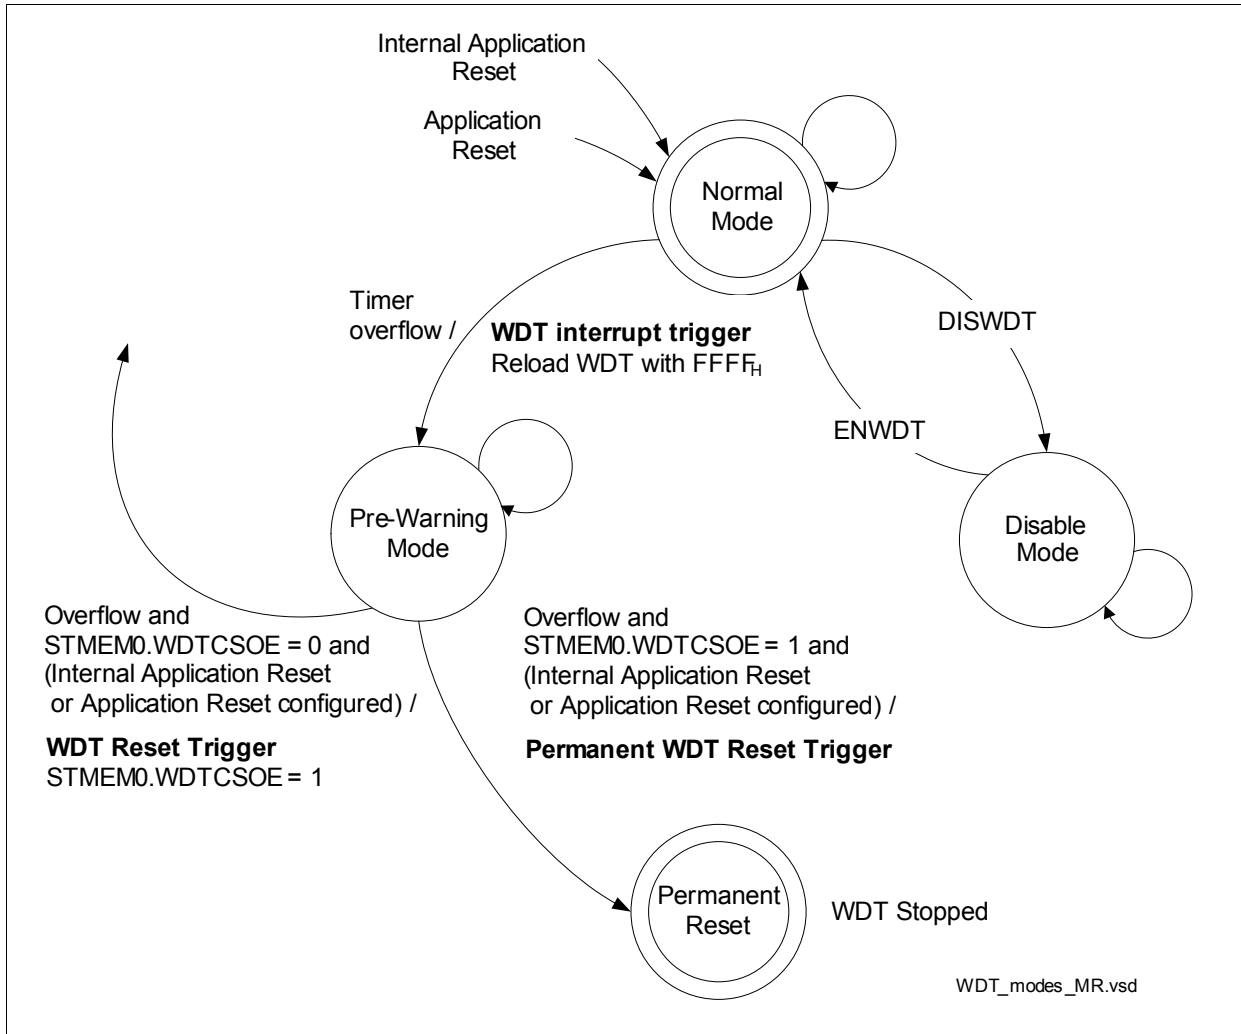 Internal Application
Reset
Application
Reset
Normal
Mode
Timer
overflow /
WDT interrupt trigger
Reload WDT with FFFFH
DISWDT
ENWDT
Pre-Warning
Mode
Disable
Mode
Overflow and
STMEM0.WDTCSOE = 0 and
(Internal Application Reset
or Application Reset configured) /
WDT Reset Trigger
STMEM0.WDTCSOE = 1
Overflow and
STMEM0.WDTCSOE = 1 and
(Internal Application Reset
or Application Reset configured) /
Permanent WDT Reset Trigger
Permanent
Reset
WDT Stopped
WDT_modes_MR.vsd